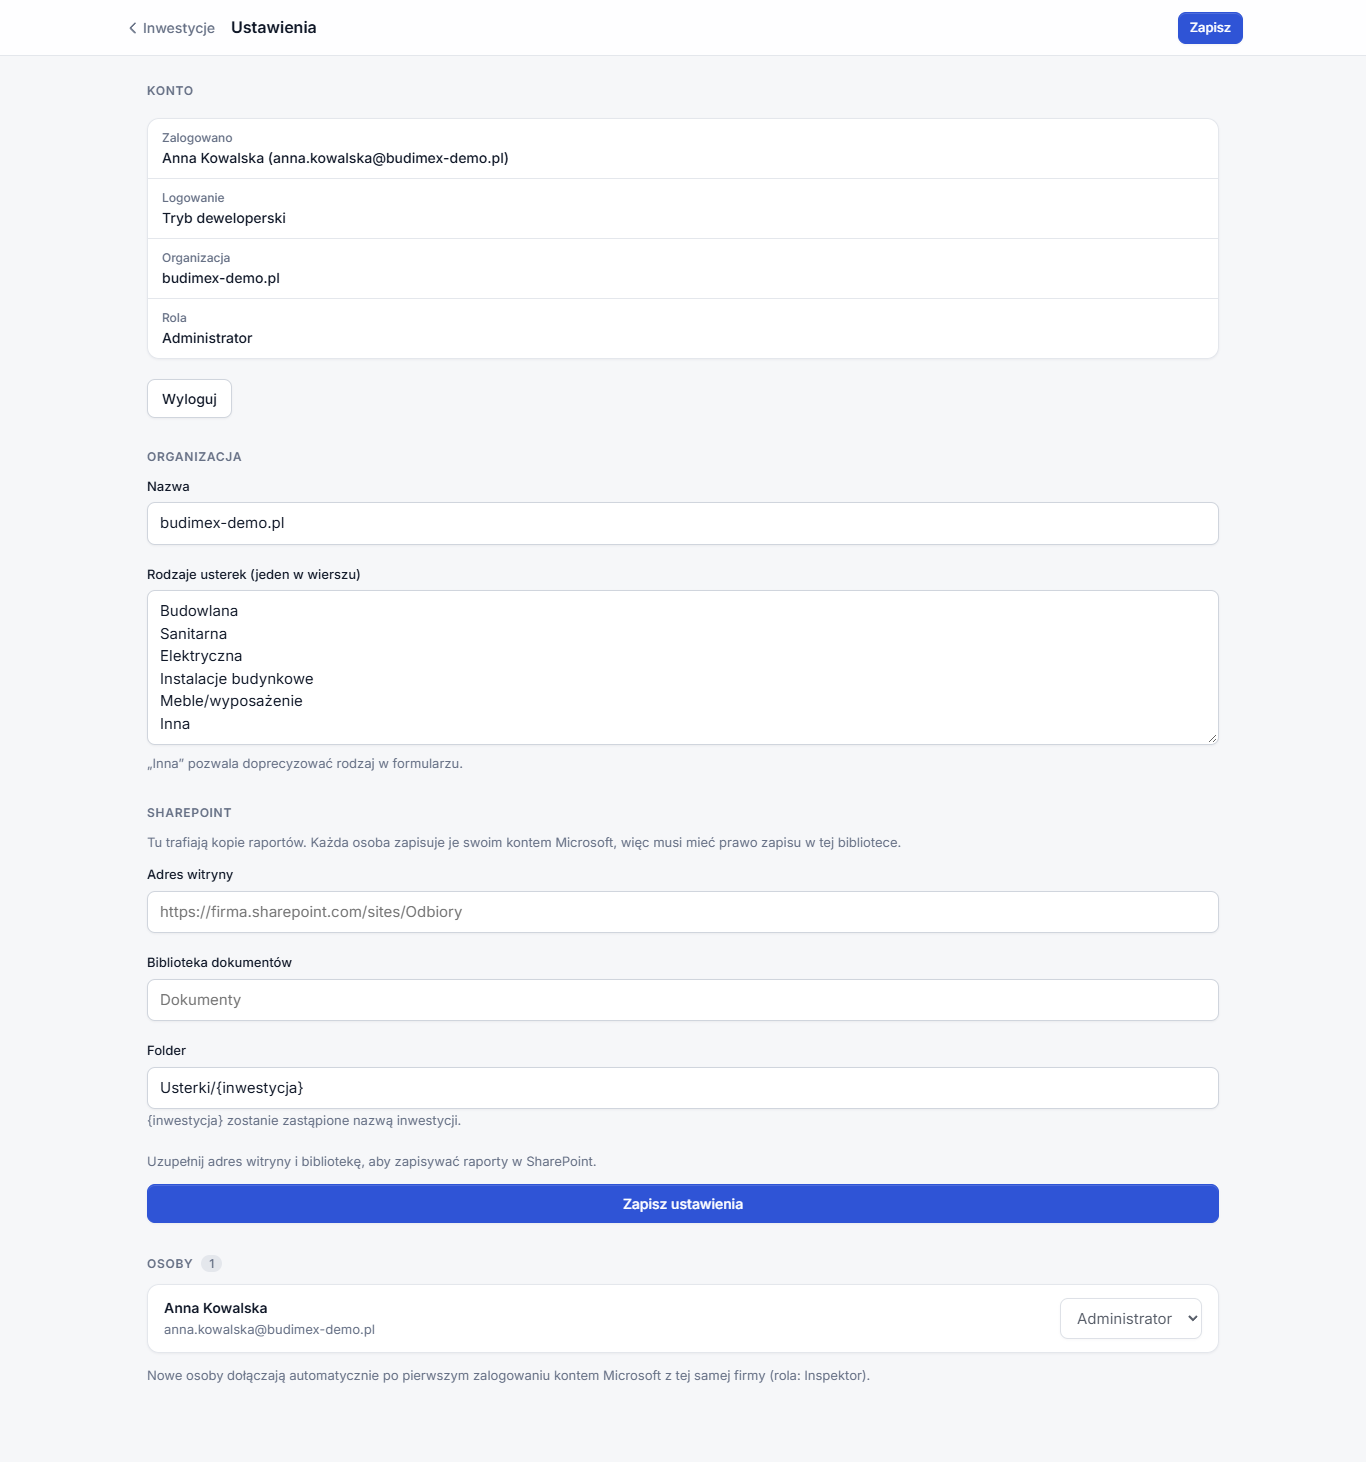 Inwestycje
Ustawienia
Zapisz
KONTO
Zalogowano
Anna Kowalska (anna.kowalska@budimex-demo.pl)
Logowanie
Tryb deweloperski
Organizacja
budimex-demo.pl
Rola
Administrator
Wyloguj
ORGANIZACJA
Nazwa
budimex-demo.pl
Rodzaje usterek (jeden w wierszu)
Budowlana
Sanitarna
Elektryczna
Instalacje budynkowe
Meble/wyposażenie
Inna
„Inna” pozwala doprecyzować rodzaj w formularzu.
SHAREPOINT
Tu trafiają kopie raportów. Każda osoba zapisuje je swoim kontem Microsoft, więc musi mieć prawo zapisu w tej bibliotece.
Adres witryny
https://firma.sharepoint.com/sites/Odbiory
Biblioteka dokumentów
Dokumenty
Folder
Usterki/{inwestycja}
{inwestycja} zostanie zastąpione nazwą inwestycji.
Uzupełnij adres witryny i bibliotekę, aby zapisywać raporty w SharePoint.
Zapisz ustawienia
OSOBY 1
Anna Kowalska
anna.kowalska@budimex-demo.pl
Administrator
Nowe osoby dołączają automatycznie po pierwszym zalogowaniu kontem Microsoft z tej samej firmy (rola: Inspektor).